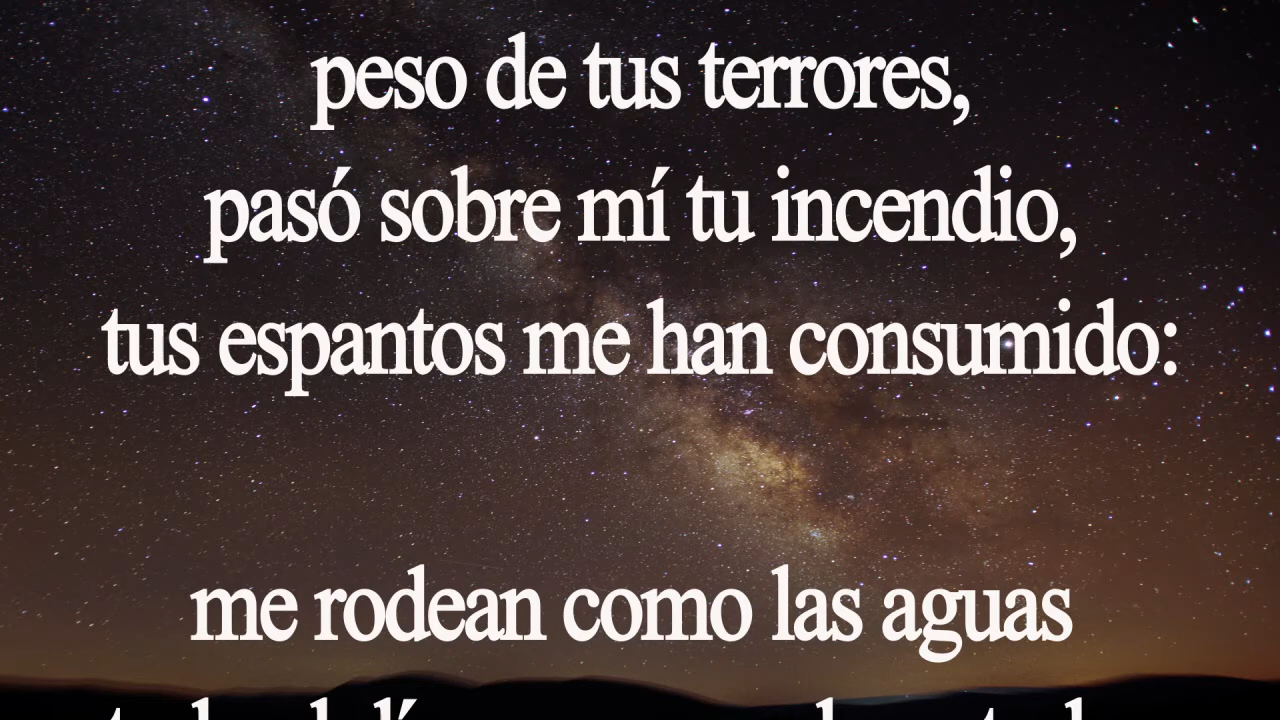 peso de tus terrores,
pasó sobre mí tu incendio,
tus espantos me han consumido:
me rodean como las aguas